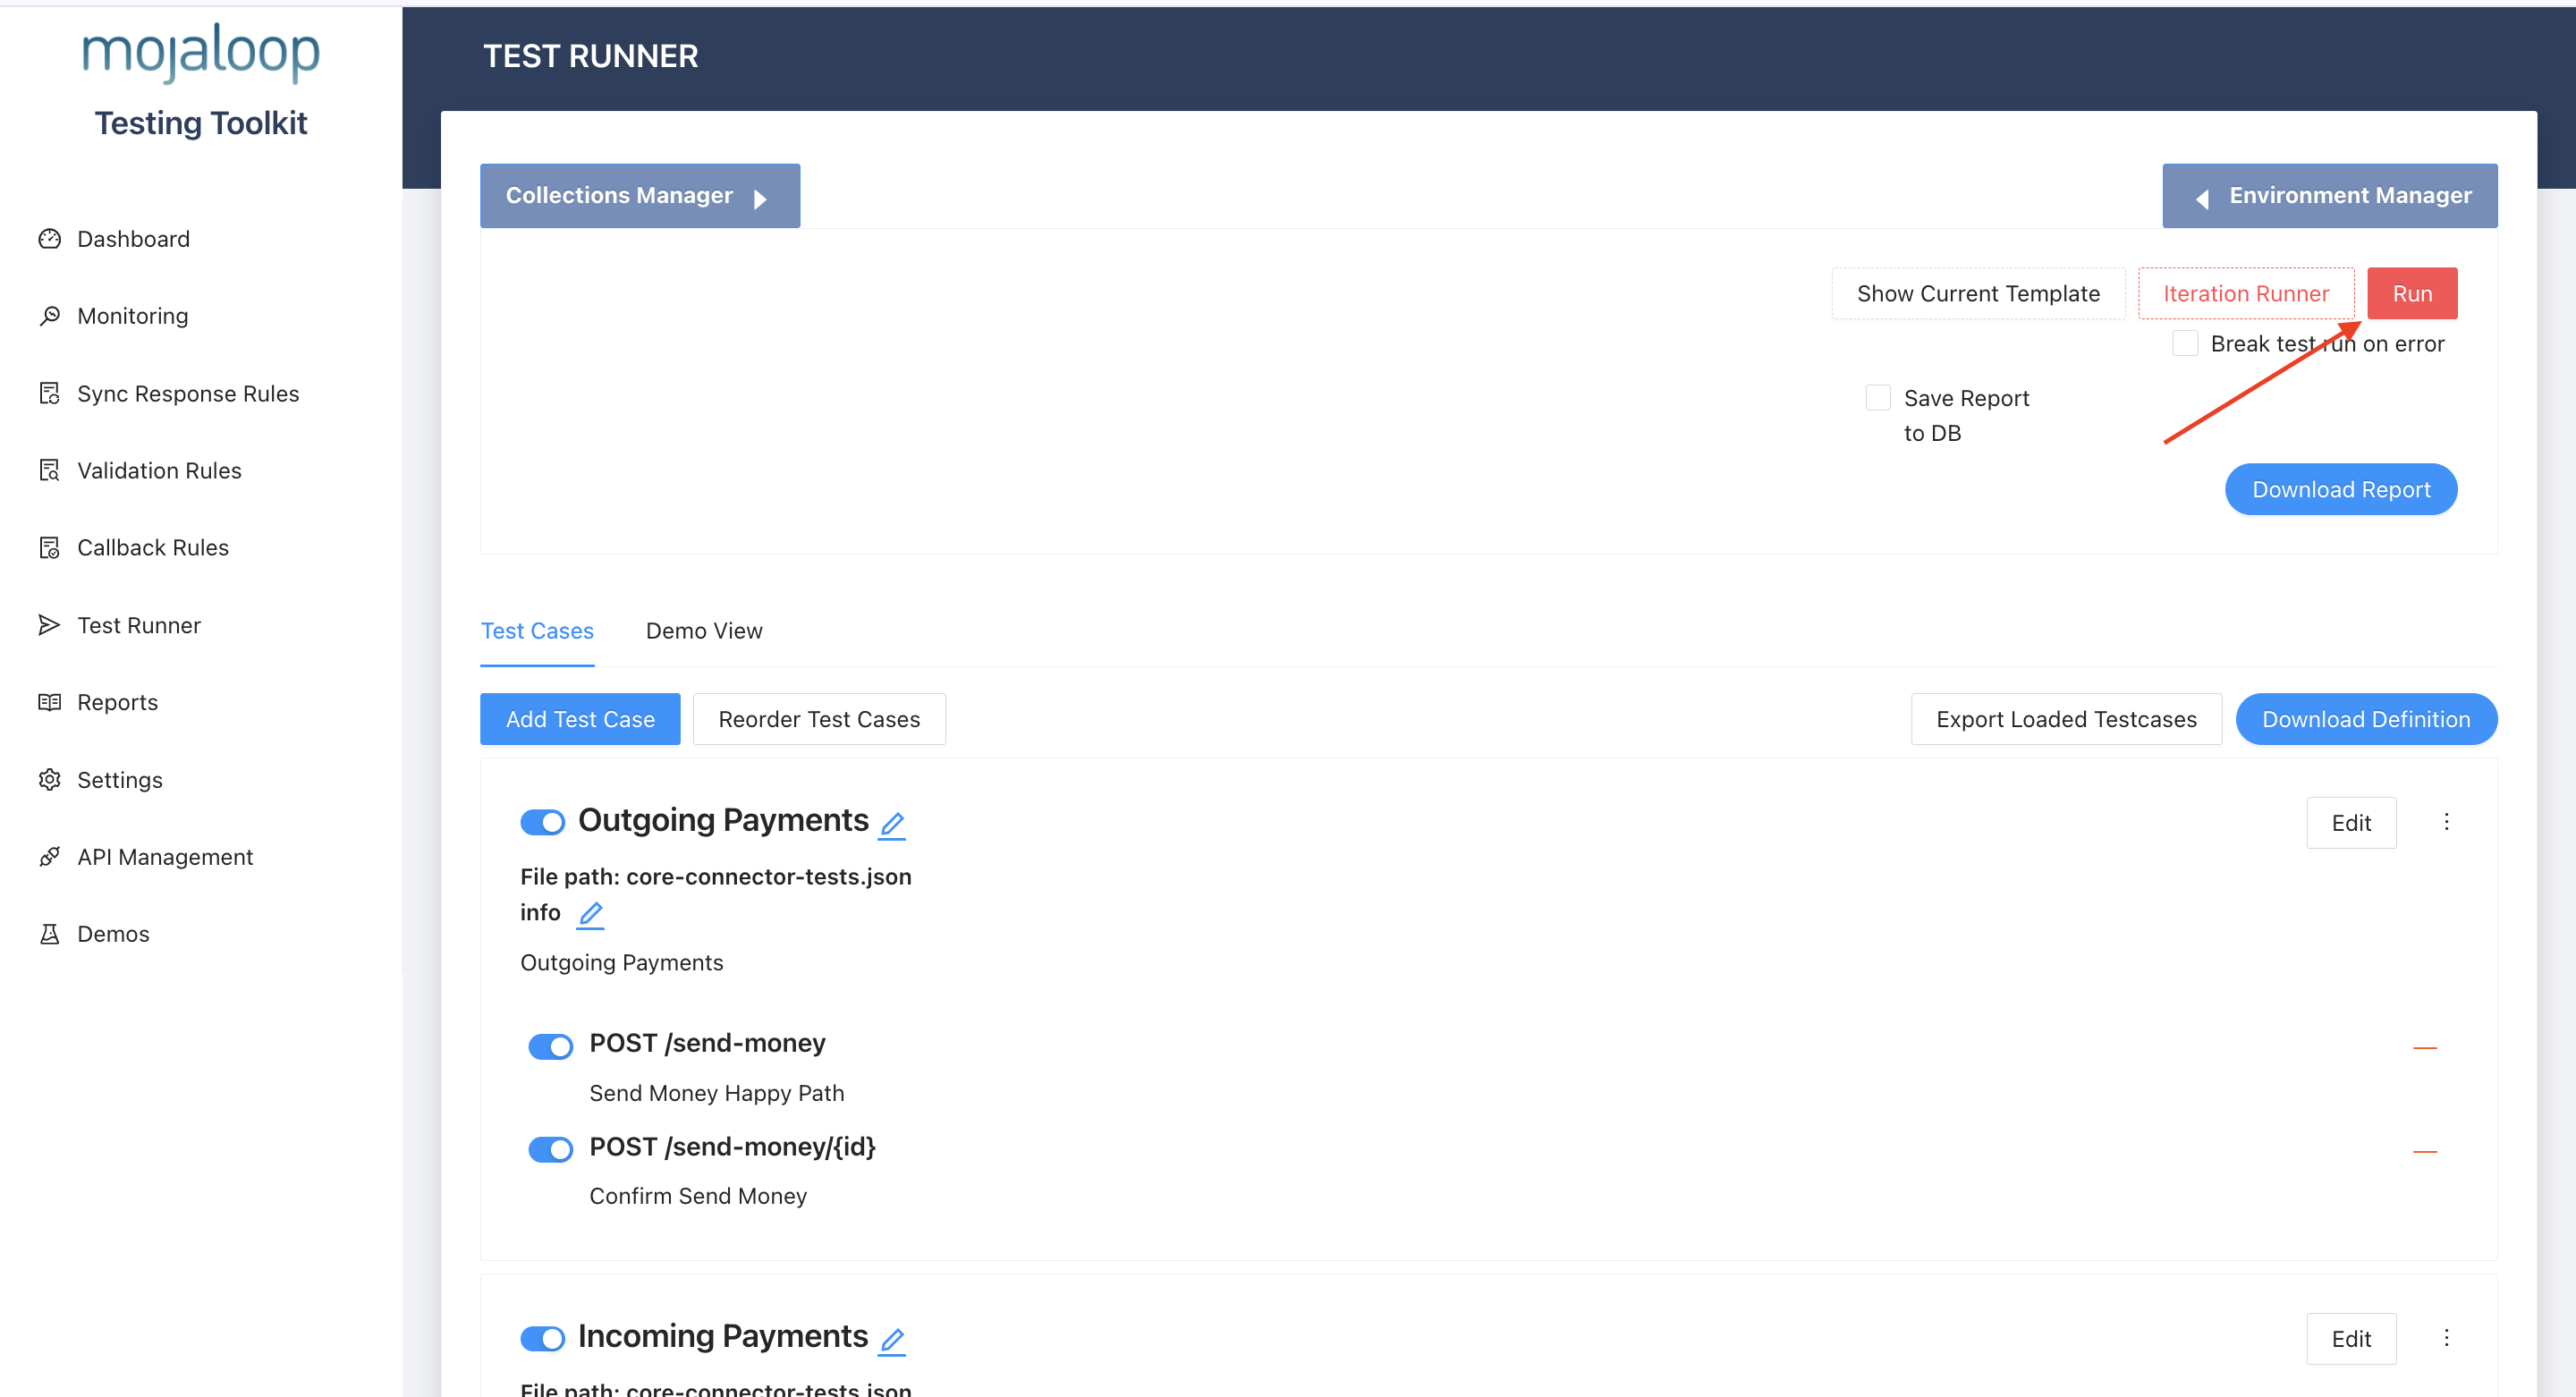 mojaloop
Testing Toolkit
Dashboard
Monitoring
Sync Response Rules
Validation Rules
Callback Rules
Test Runner
Reports
Settings
API Management
Demos
TEST RUNNER
Collections Manager
Environment Manager
Show Current Template
Iteration Runner
Run
Break test run on error
Save Report
to DB
Download Report
Test Cases
Demo View
Add Test Case
Reorder Test Cases
Export Loaded Testcases
Download Definition
Outgoing Payments
Edit
File path: core-connector-tests.json
info
Outgoing Payments
POST /send-money
Send Money Happy Path
POST /send-money/{id}
Confirm Send Money
Incoming Payments
Edit
File path: core-connector-tests.json